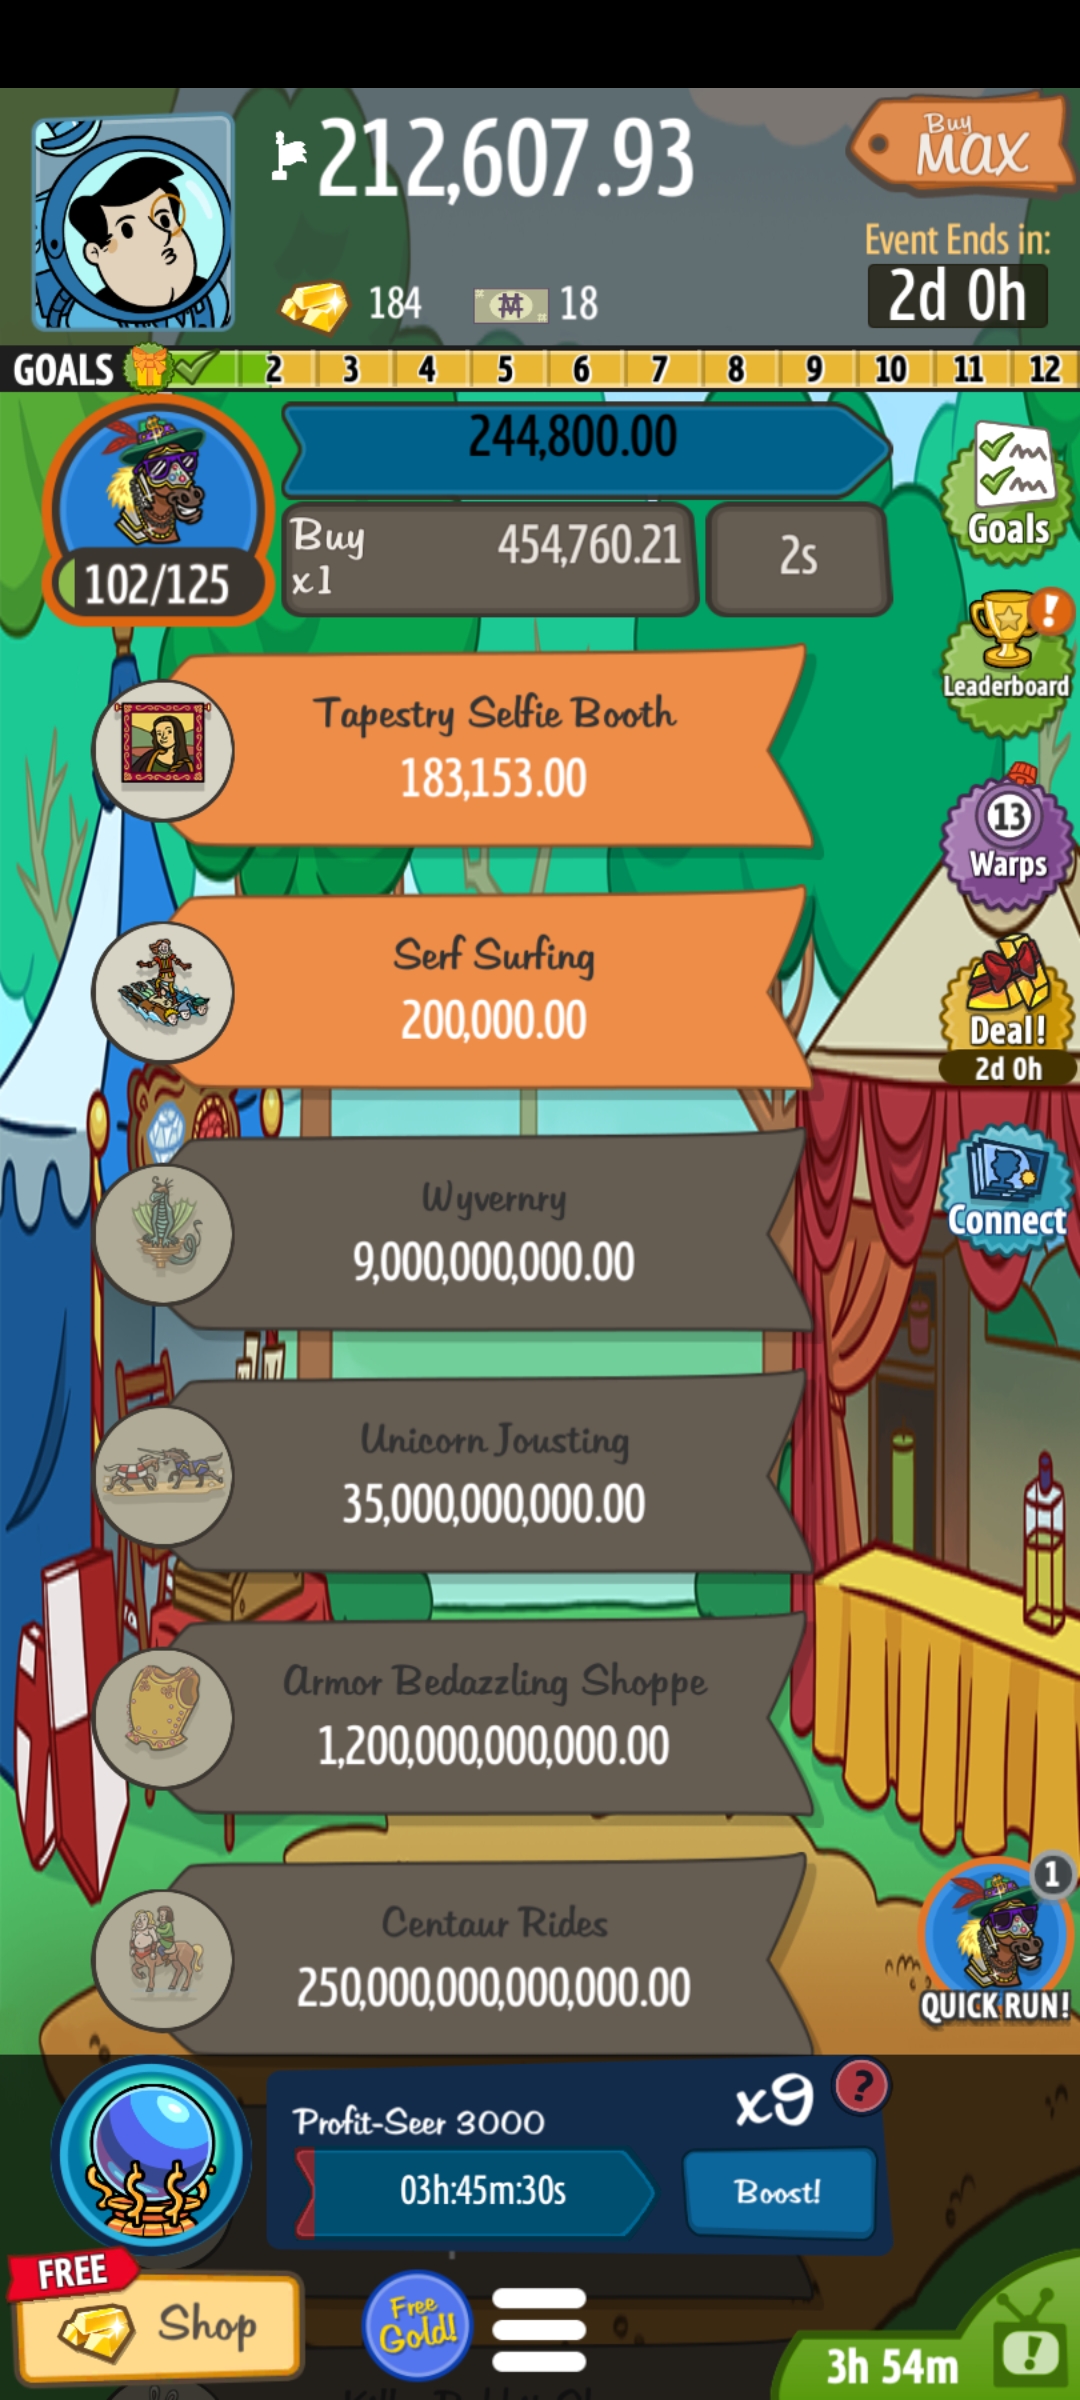 212,607.93
Buy
MAX
Event Ends in:
2d 0h
184
18
GOALS 2 3 4 5 6 7 8 9 10 11 12
244,800.00
Buy
x1
454,760.21
2s
102/125
Goals
!
Leaderboard
Tapestry Selfie Booth
183,153.00
13
Warps
Serf Surfing
200,000.00
Deal!
2d 0h
Wyvernry
9,000,000,000.00
Connect
Unicorn Jousting
35,000,000,000.00
Armor Bedazzling Shoppe
1,200,000,000,000.00
Centaur Rides
250,000,000,000,000.00
1
QUICK RUN!
Profit-Seer 3000
x9
?
03h:45m:30s
Boost!
FREE
Shop
Free
Gold!
3h 54m
!